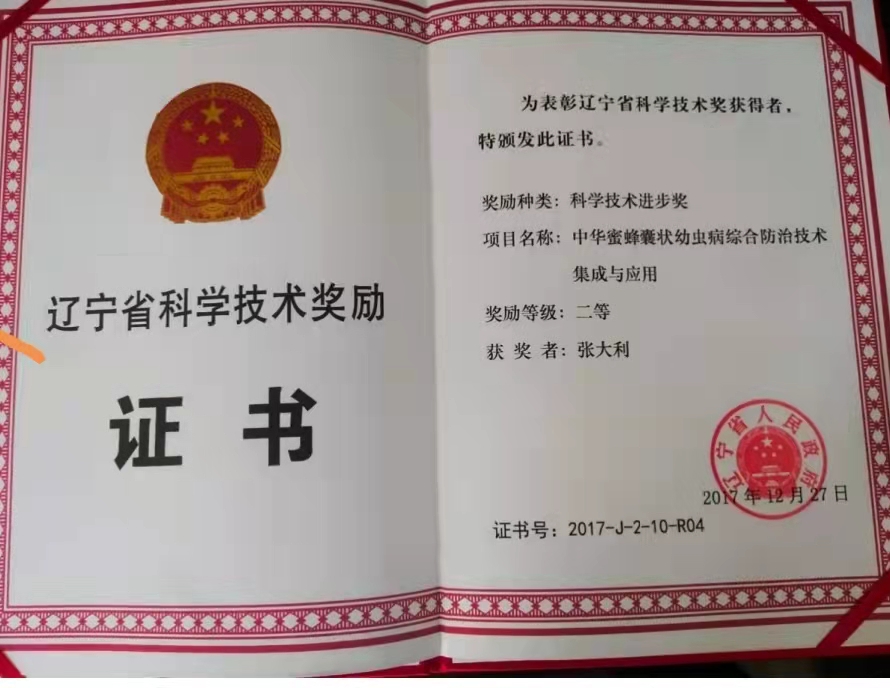 辽宁省科学技术奖励
证书
为表彰辽宁省科学技术奖获得者，
特颁发此证书。
奖励种类：科学技术进步奖
项目名称：中华蜜蜂囊状幼虫病综合防治技术
集成与应用
奖励等级：二等
获奖者：张大利
辽宁省人民政府
2017年12月27日
证书号：2017-J-2-10-R04